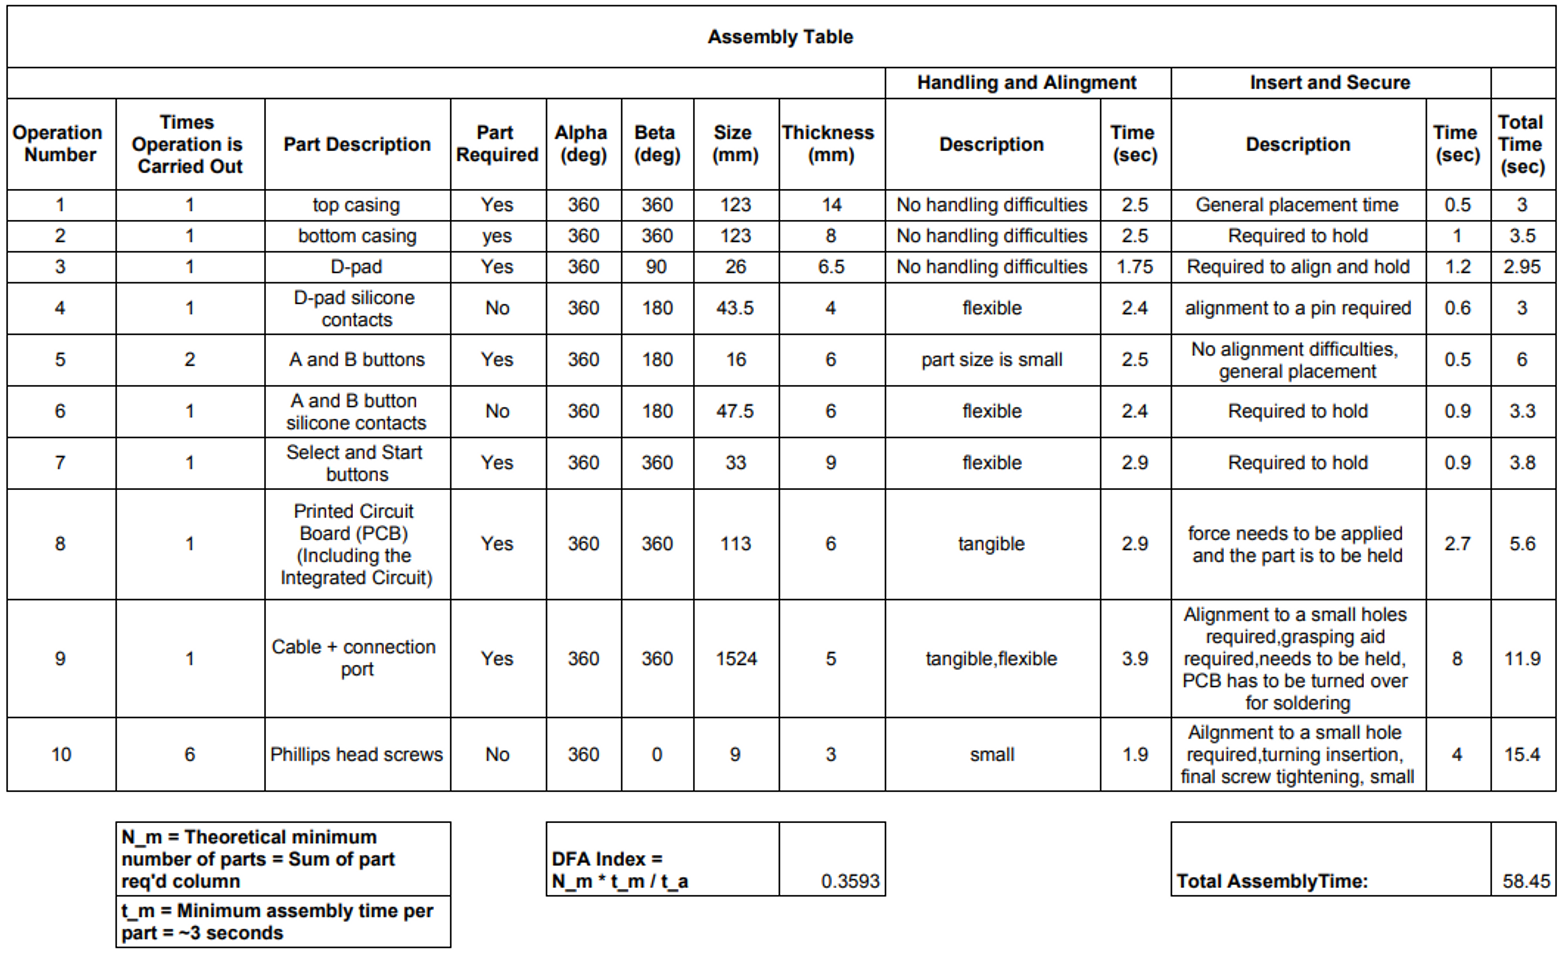 Assembly Table
Handling and Alingment Insert and Secure
Operation Number Times Operation is Carried Out Part Description Part Required Alpha (deg) Beta (deg) Size (mm) Thickness (mm) Description Time (sec) Description Time (sec) Total Time (sec)
1 1 top casing Yes 360 360 123 14 No handling difficulties 2.5 General placement time 0.5 3
2 1 bottom casing yes 360 360 123 8 No handling difficulties 2.5 Required to hold 1 3.5
3 1 D-pad Yes 360 90 26 6.5 No handling difficulties 1.75 Required to align and hold 1.2 2.95
4 1 D-pad silicone contacts No 360 180 43.5 4 flexible 2.4 alignment to a pin required 0.6 3
5 2 A and B buttons Yes 360 180 16 6 part size is small 2.5 No alignment difficulties, general placement 0.5 6
6 1 A and B button silicone contacts No 360 180 47.5 6 flexible 2.4 Required to hold 0.9 3.3
7 1 Select and Start buttons Yes 360 360 33 9 flexible 2.9 Required to hold 0.9 3.8
8 1 Printed Circuit Board (PCB) (Including the Integrated Circuit) Yes 360 360 113 6 tangible 2.9 force needs to be applied and the part is to be held 2.7 5.6
9 1 Cable + connection port Yes 360 360 1524 5 tangible,flexible 3.9 Alignment to a small holes required,grasping aid required,needs to be held, PCB has to be turned over for soldering 8 11.9
10 6 Phillips head screws No 360 0 9 3 small 1.9 Ailgnment to a small hole required,turning insertion, final screw tightening, small 4 15.4
N_m = Theoretical minimum
number of parts = Sum of part
req'd column
t_m = Minimum assembly time per
part = ~3 seconds
DFA Index =
N_m * t_m / t_a 0.3593
Total AssemblyTime: 58.45